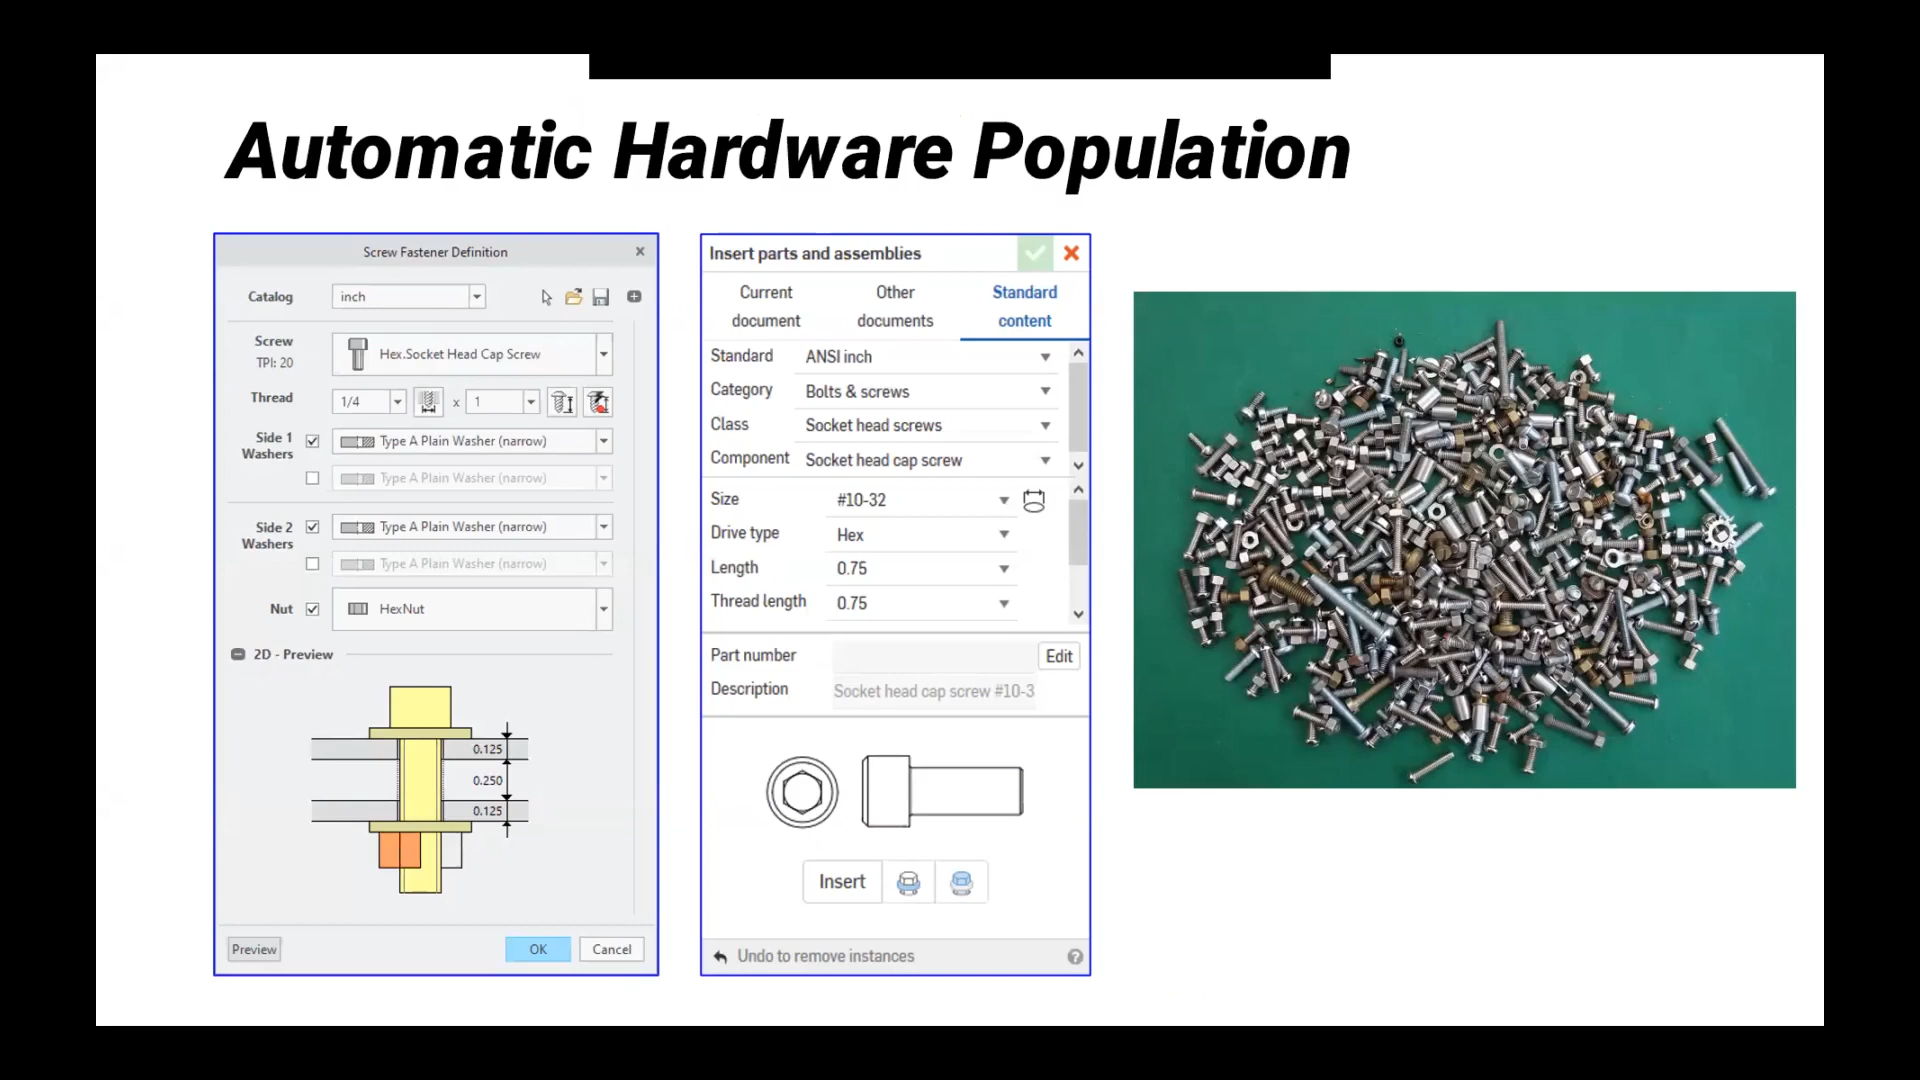 Automatic Hardware Population
Screw Fastener Definition
Catalog
inch
Screw
TPI: 20
Hex.Socket Head Cap Screw
Thread
1/4
x
1
Side 1
Washers
Type A Plain Washer (narrow)
Type A Plain Washer (narrow)
Side 2
Washers
Type A Plain Washer (narrow)
Type A Plain Washer (narrow)
Nut
HexNut
2D - Preview
0.125
0.250
0.125
Preview
OK
Cancel
Insert parts and assemblies
Current
document
Other
documents
Standard
content
Standard
ANSI inch
Category
Bolts & screws
Class
Socket head screws
Component
Socket head cap screw
Size
#10-32
Drive type
Hex
Length
0.75
Thread length
0.75
Part number
Edit
Description
Socket head cap screw #10-3
Insert
Undo to remove instances
?